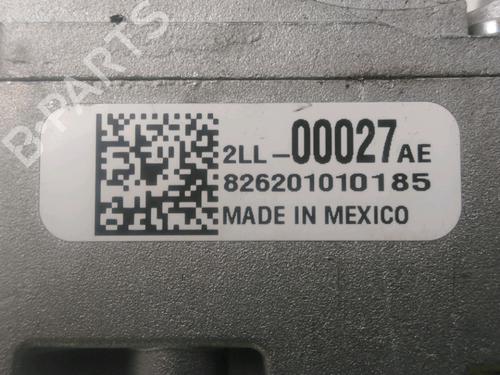 B-PARTS
2LL-00027AE
826201010185
MADE IN MEXICO